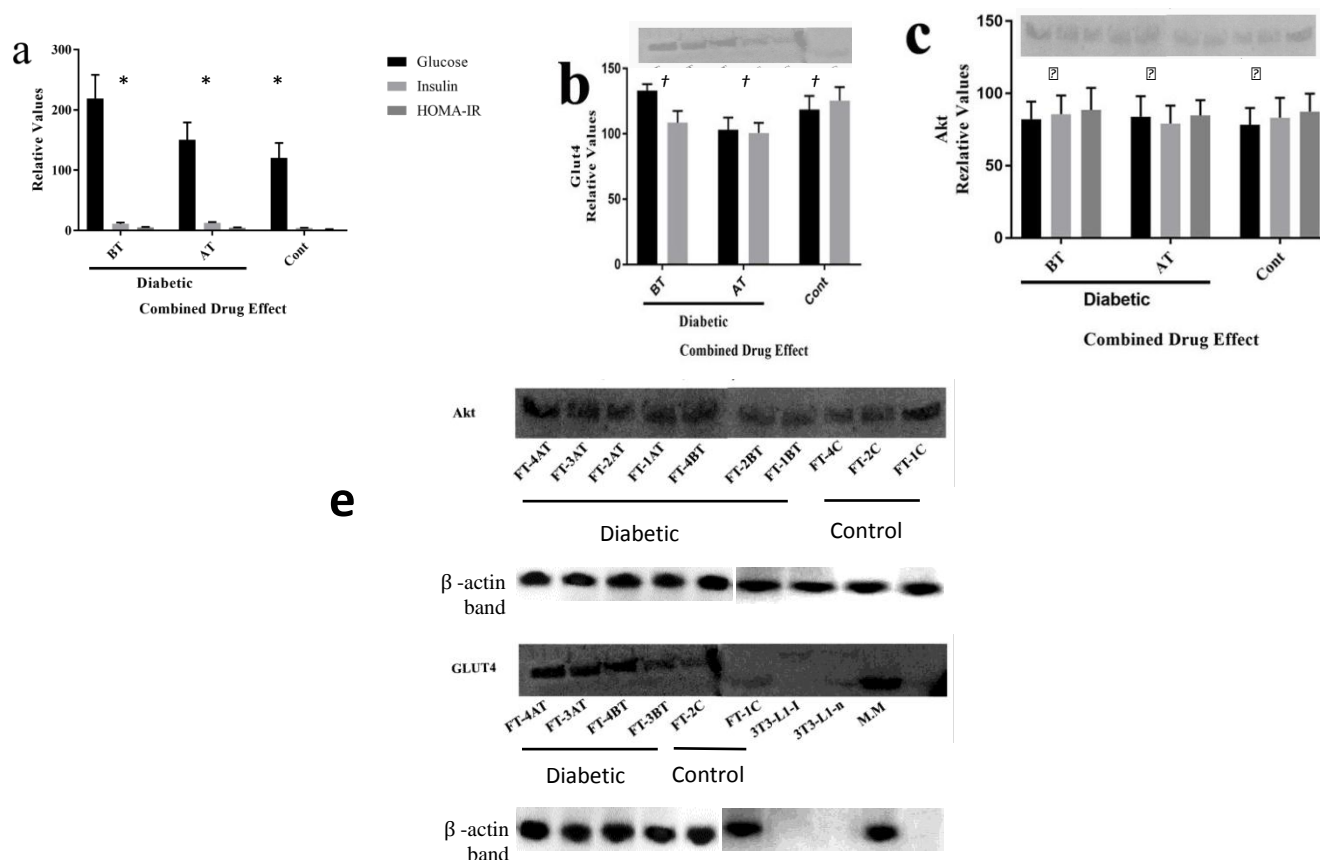 a
300
200
100
0
Relative Values
*
*
*
BT
AT
Cont
Diabetic
Combined Drug Effect
Glucose
Insulin
HOMA-IR
b
150
100
50
0
Glut4
Relative Values
†
†
†
BT
AT
Cont
Diabetic
Combined Drug Effect
c
150
100
50
0
Akt
Rezlative Values
?
?
?
BT
AT
Cont
Diabetic
Combined Drug Effect
e
Akt
FT-4AT
FT-3AT
FT-2AT
FT-1AT
FT-4BT
FT-2BT
FT-1BT
FT-4C
FT-2C
FT-1C
Diabetic
Control
β -actin
band
GLUT4
FT-4AT
FT-3AT
FT-4BT
FT-3BT
FT-2C
FT-1C
3T3-L1-I
3T3-L1-n
M.M
Diabetic
Control
β -actin
band